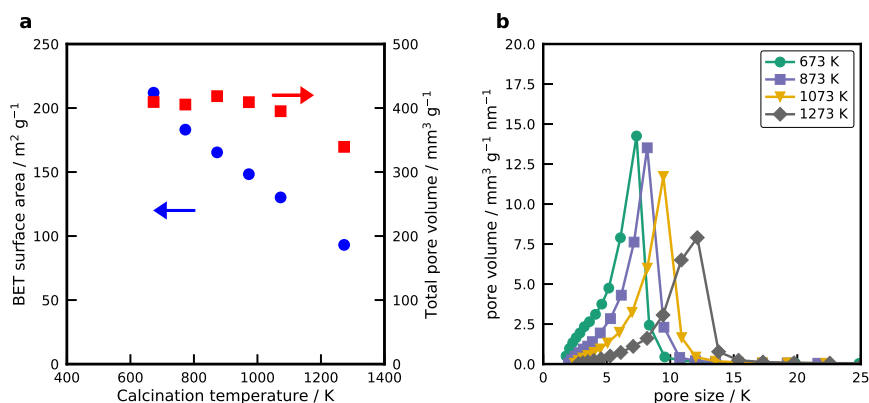 a
250
200
150
100
50
0
BET surface area / m² g⁻¹
500
400
300
200
100
0
Total pore volume / mm³ g⁻¹
400 600 800 1000 1200 1400
Calcination temperature / K
b
20.0
17.5
15.0
12.5
10.0
7.5
5.0
2.5
0.0
pore volume / mm³ g⁻¹ nm⁻¹
673 K
873 K
1073 K
1273 K
0 5 10 15 20 25
pore size / K